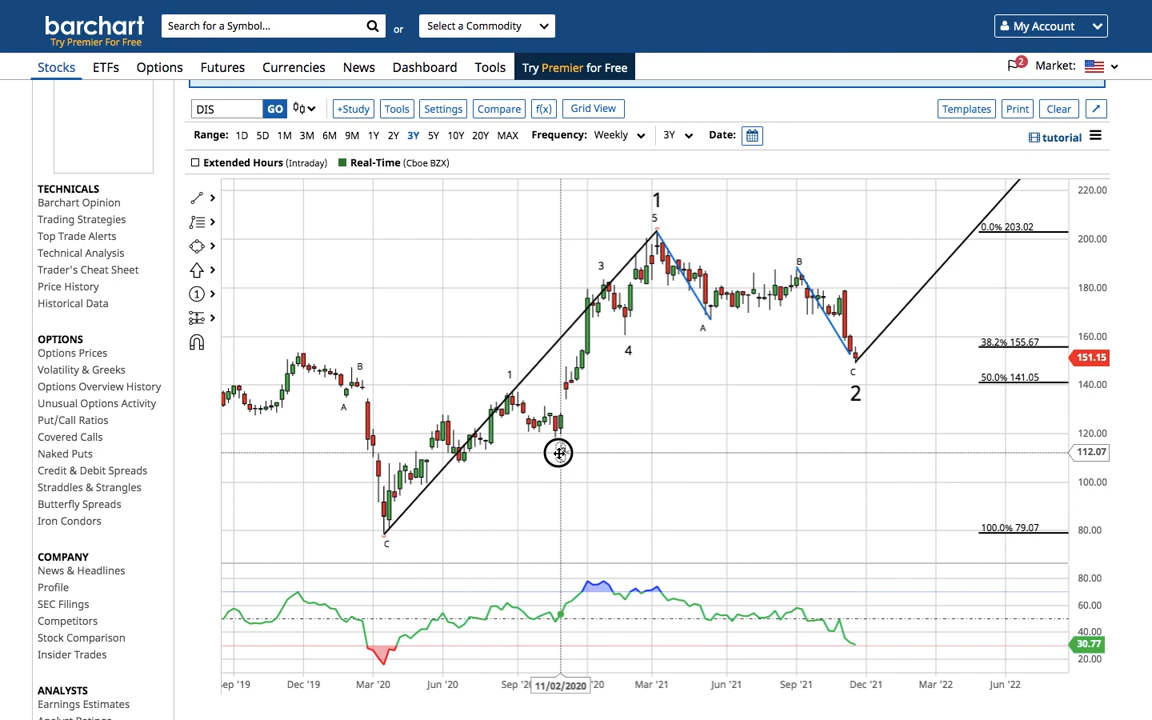 barchart
Try Premier For Free
Search for a Symbol...
or
Select a Commodity
My Account
Stocks ETFs Options Futures Currencies News Dashboard Tools Try Premier for Free
2 Market:
DIS GO +Study Tools Settings Compare f(x) Grid View Templates Print Clear
Range: 1D 5D 1M 3M 6M 9M 1Y 2Y 3Y 5Y 10Y 20Y MAX Frequency: Weekly 3Y Date: tutorial
Extended Hours (Intraday) Real-Time (Cboe BZX)
TECHNICALS
Barchart Opinion
Trading Strategies
Top Trade Alerts
Technical Analysis
Trader's Cheat Sheet
Price History
Historical Data
OPTIONS
Options Prices
Volatility & Greeks
Options Overview History
Unusual Options Activity
Put/Call Ratios
Covered Calls
Naked Puts
Credit & Debit Spreads
Straddles & Strangles
Butterfly Spreads
Iron Condors
COMPANY
News & Headlines
Profile
SEC Filings
Competitors
Stock Comparison
Insider Trades
ANALYSTS
Earnings Estimates
1
1
5
3
B
4
A
C
2
B
A
1
C
0.0% 203.02
38.2% 155.67
50.0% 141.05
100.0% 79.07
220.00
200.00
180.00
160.00
151.15
140.00
120.00
112.07
100.00
80.00
80.00
60.00
40.00
30.77
20.00
Sep '19 Dec '19 Mar '20 Jun '20 Sep '20 11/02/2020 '20 Mar '21 Jun '21 Sep '21 Dec '21 Mar '22 Jun '22